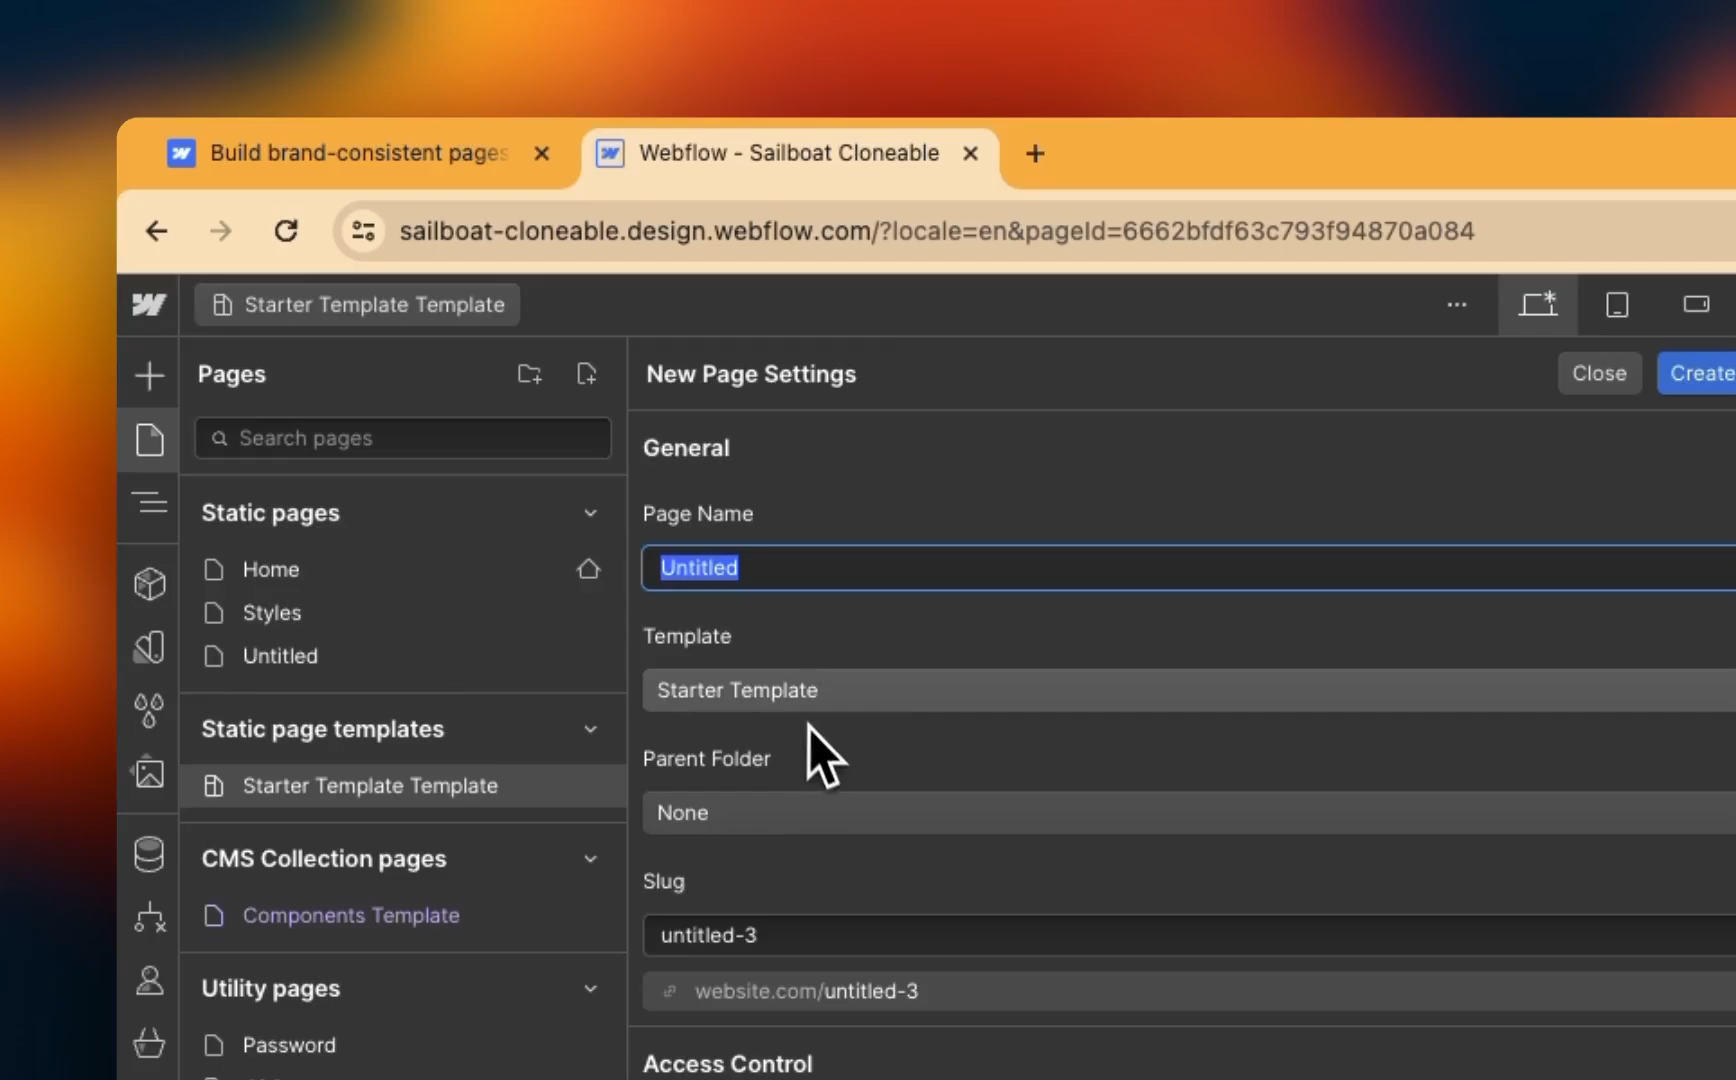 Build brand-consistent pages
Webflow - Sailboat Cloneable
sailboat-cloneable.design.webflow.com/?locale=en&pageId=6662bfdf63c793f94870a084
Starter Template Template
Pages
Search pages
Static pages
Home
Styles
Untitled
Static page templates
Starter Template Template
CMS Collection pages
Components Template
Utility pages
Password
New Page Settings
Close
Create
General
Page Name
Untitled
Template
Starter Template
Parent Folder
None
Slug
untitled-3
website.com/untitled-3
Access Control